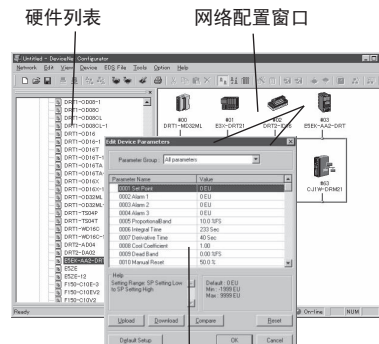 硬件列表
网络配置窗口
Untitled - DeviceNet Configurator
Network Edit View Device EDS File Tools Option Help
DRT1-OD08-1
DRT1-OD08C
DRT1-OD08CL
DRT1-OD08CL-1
DRT1-OD16
DRT1-OD16-1
DRT1-OD16T
DRT1-OD16T-1
DRT1-OD16TA
DRT1-OD16TA-
DRT1-OD16X
DRT1-OD16X-1
DRT1-OD32ML
DRT1-OD32ML-
DRT1-TS04P
DRT1-TS04T
DRT1-WD16C
DRT1-WD16C-1
DRT2-AD04
DRT2-DA02
E5EK-AA2-DRT
E5ZE
E5ZE-12
F150-C10E-3
F150-C10EV2
F150-C10V2
#00
DRT1-MD32ML
#01
E3X-DRT21
DRT2-ID16
#03
E5EK-AA2-DRT
#63
CJ1W-DRM21
Edit Device Parameters
Parameter Group: All parameters
Parameter Name Value
0001 Set Point 0 EU
0002 Alarm 1 0 EU
0003 Alarm 2 0 EU
0004 Alarm 3 0 EU
0005 ProportionalBand 10.0 %FS
0006 Integral Time 233 Sec
0007 Derivative Time 40 Sec
0008 Cool Coefficient 1.00
0009 Dead Band 0.00 %FS
0010 Manual Reset 50.0 %
Help
Setting Range: SP Setting Low to SP Setting High
Default : 0 EU
Min : -1999 EU
Max : 9999 EU
Upload Download Compare Reset
Default Setup OK Cancel
Ready
On-line NUM